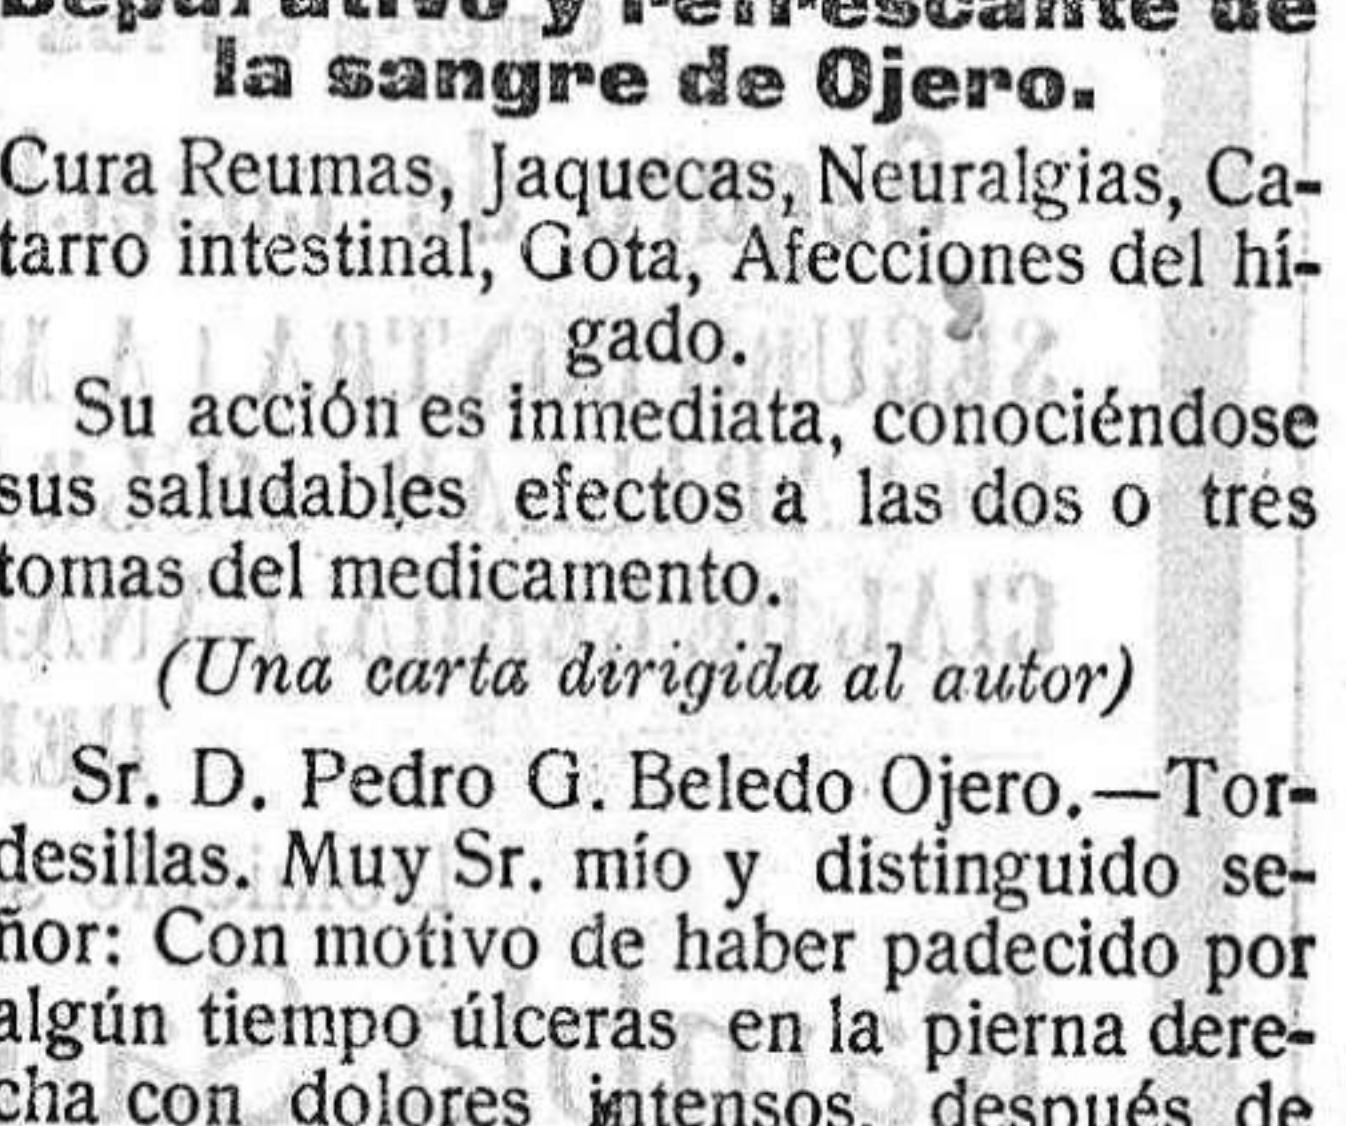 Depurativo y refrescante de
la sangre de Ojero.
Cura Reumas, Jaquecas, Neuralgias, Ca-
tarro intestinal, Gota, Afecciones del hí-
gado.
Su acción es inmediata, conociéndose
sus saludables efectos a las dos o tres
tomas del medicamento.
(Una carta dirigida al autor)
Sr. D. Pedro G. Beledo Ojero.—Tor-
desillas. Muy Sr. mío y distinguido se-
ñor: Con motivo de haber padecido por
algún tiempo úlceras en la pierna dere-
cha con dolores intensos, después de